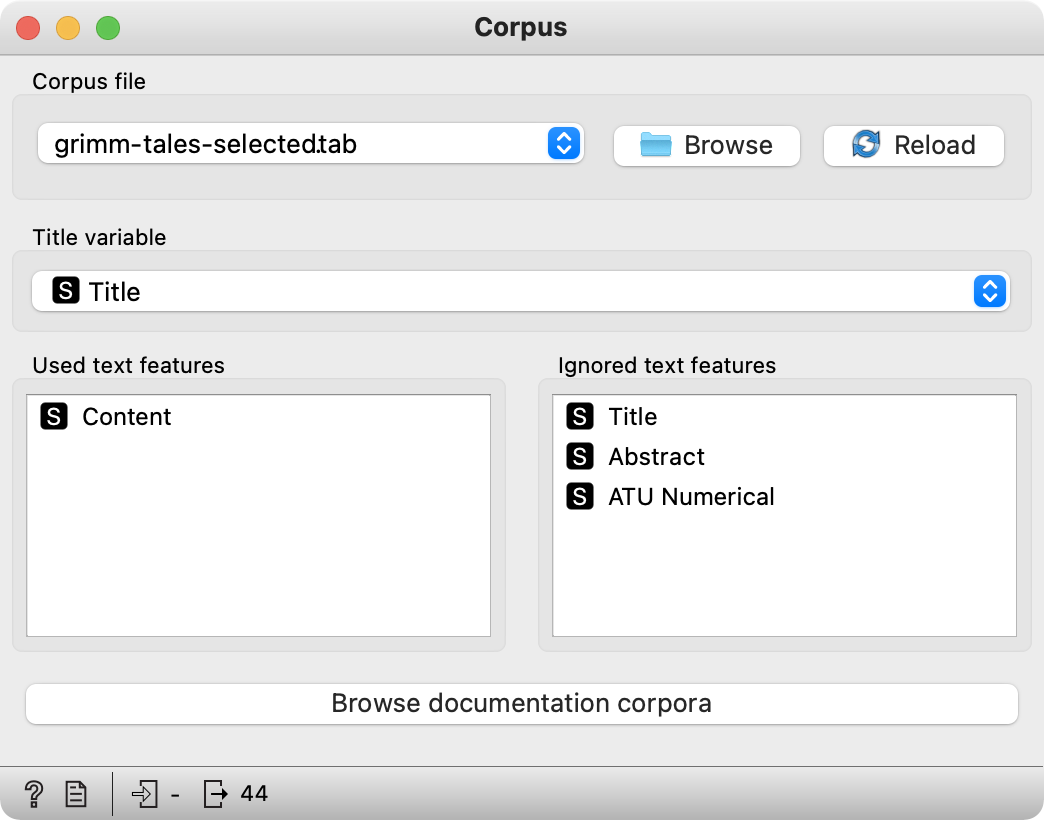 Corpus
Corpus file
grimm-tales-selected.tab
Browse
Reload
Title variable
S Title
Used text features
Ignored text features
S Content
S Title
S Abstract
S ATU Numerical
Browse documentation corpora
? - 44